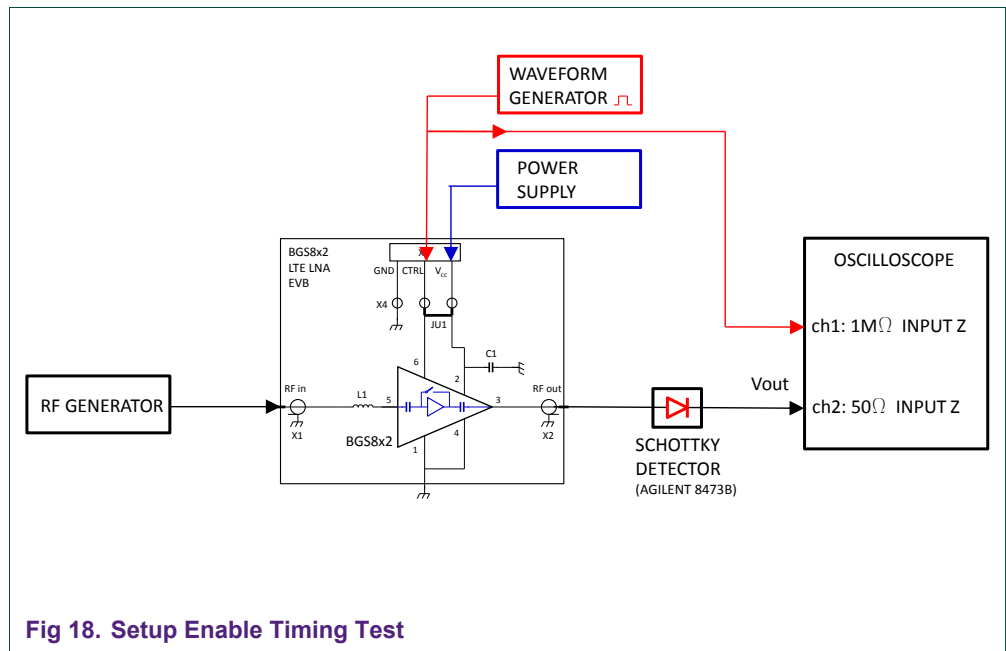 WAVEFORM
GENERATOR
POWER
SUPPLY
BGS8x2
LTE LNA
EVB
GND CTRL Vcc
X4
JU1
C1
6
2
RF in
L1
5
3
RF out
X1
BGS8x2
1
4
X2
RF GENERATOR
SCHOTTKY
DETECTOR
(AGILENT 8473B)
Vout
OSCILLOSCOPE
ch1: 1MΩ INPUT Z
ch2: 50Ω INPUT Z
Fig 18. Setup Enable Timing Test